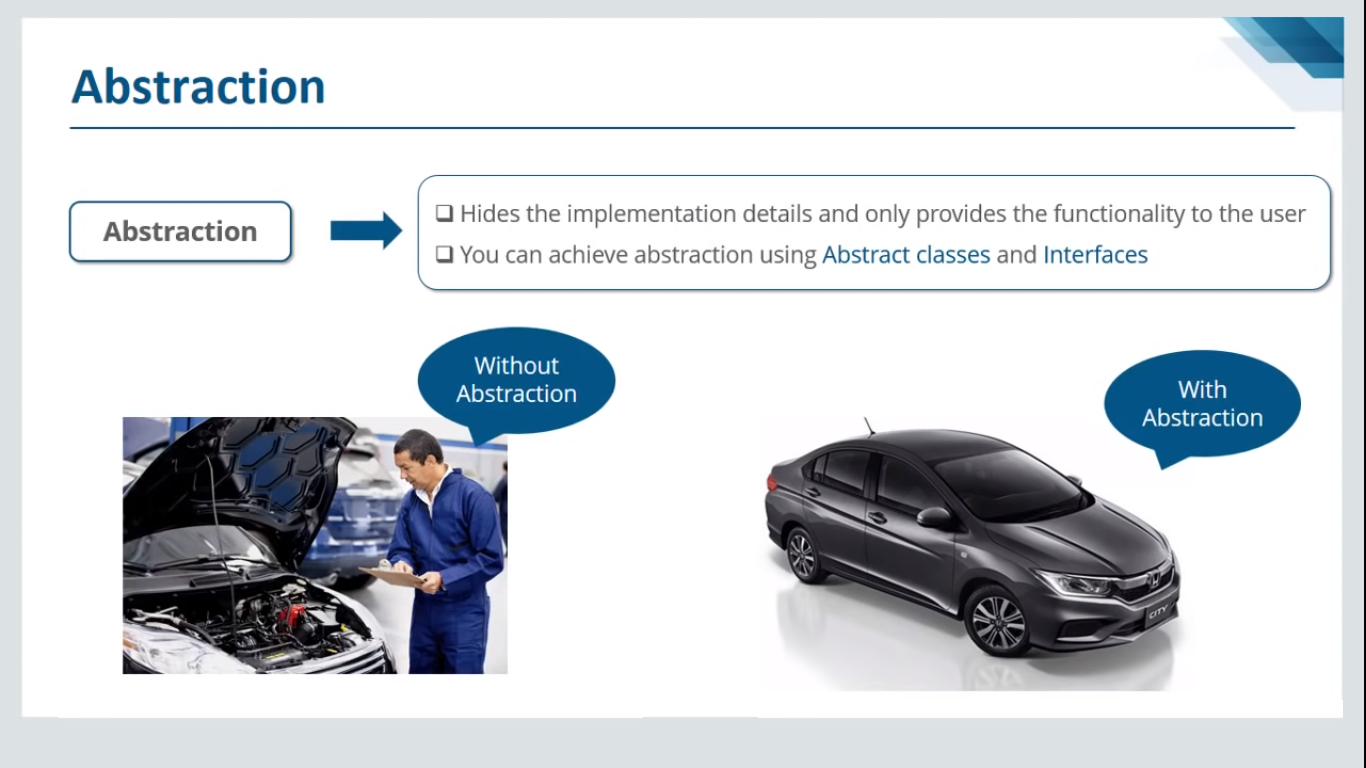 Abstraction
Abstraction
❑ Hides the implementation details and only provides the functionality to the user
❑ You can achieve abstraction using Abstract classes and Interfaces
Without
Abstraction
With
Abstraction
CITY